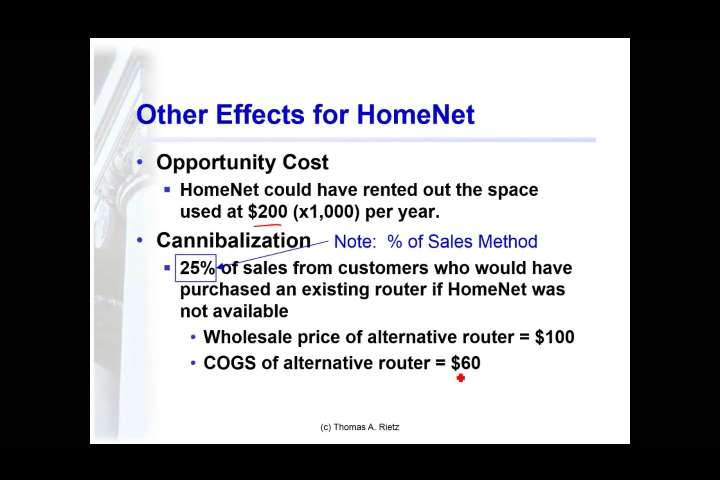 Other Effects for HomeNet
• Opportunity Cost
▪ HomeNet could have rented out the space
used at $200 (x1,000) per year.
• Cannibalization Note: % of Sales Method
▪ 25% of sales from customers who would have
purchased an existing router if HomeNet was
not available
• Wholesale price of alternative router = $100
• COGS of alternative router = $60
(c) Thomas A. Rietz